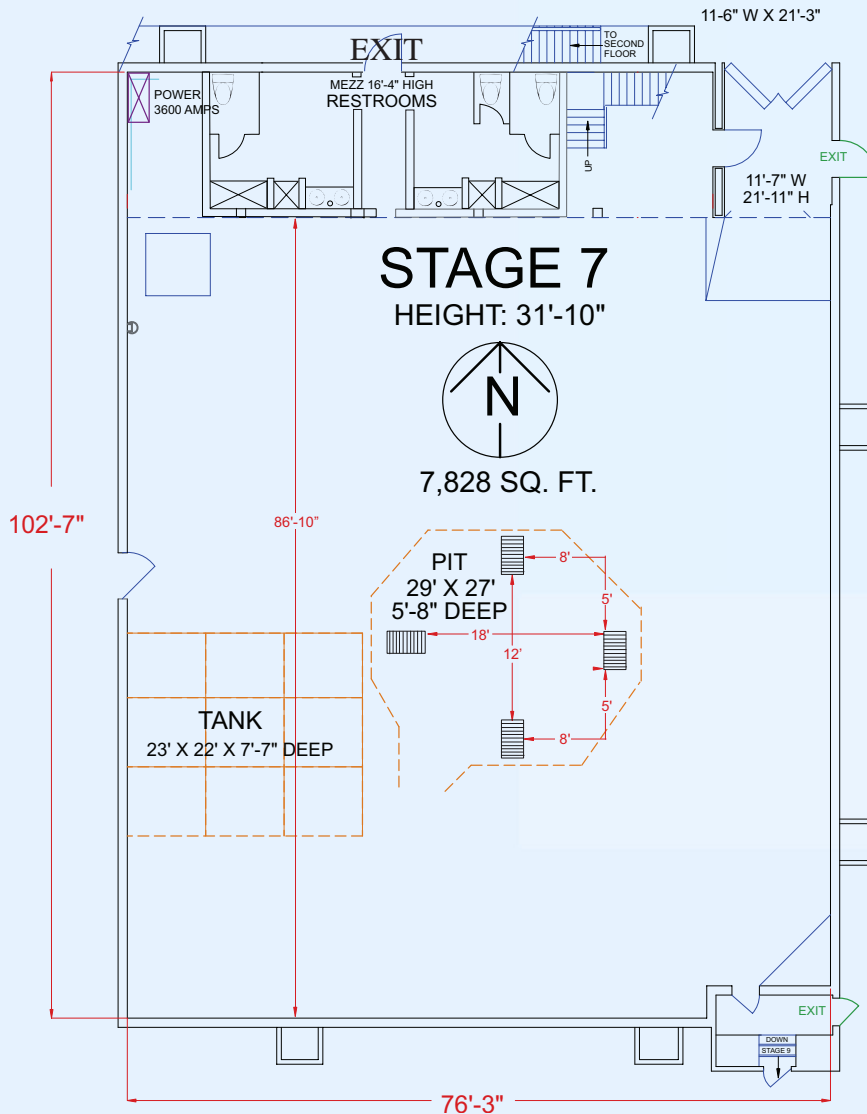 11-6" W X 21'-3"
EXIT
TO
SECOND
FLOOR
MEZZ 16'-4" HIGH
RESTROOMS
POWER
3600 AMPS
UP
EXIT
11'-7" W
21'-11" H
STAGE 7
HEIGHT: 31'-10"
N
7,828 SQ. FT.
102'-7"
86'-10”
PIT
29' X 27'
5'-8" DEEP
8'
5'
18'
12'
5'
8'
TANK
23' X 22' X 7'-7" DEEP
EXIT
DOWN
STAGE 9
76'-3"